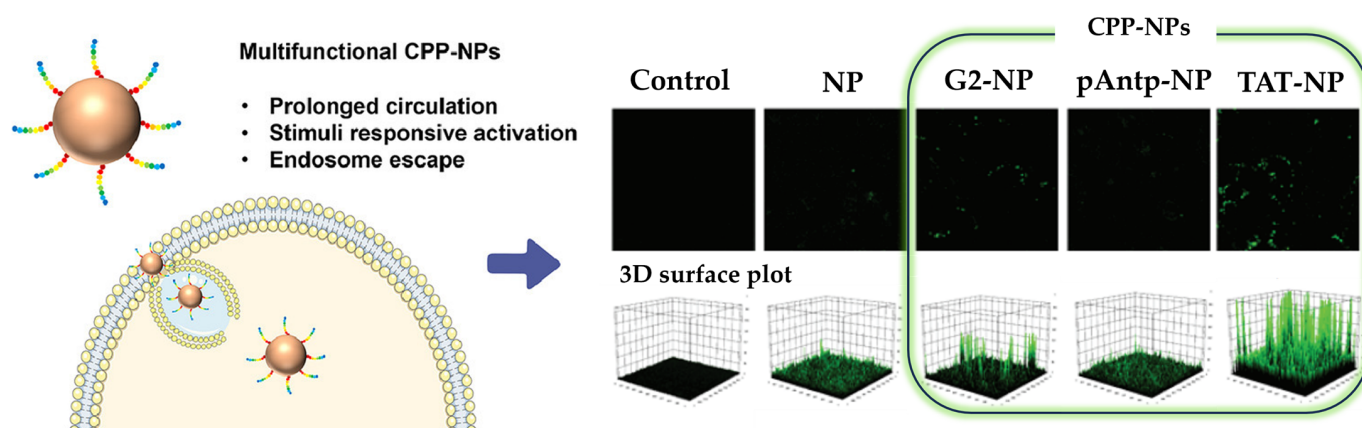 Multifunctional CPP-NPs
• Prolonged circulation
• Stimuli responsive activation
• Endosome escape
CPP-NPs
Control NP G2-NP pAntp-NP TAT-NP
3D surface plot